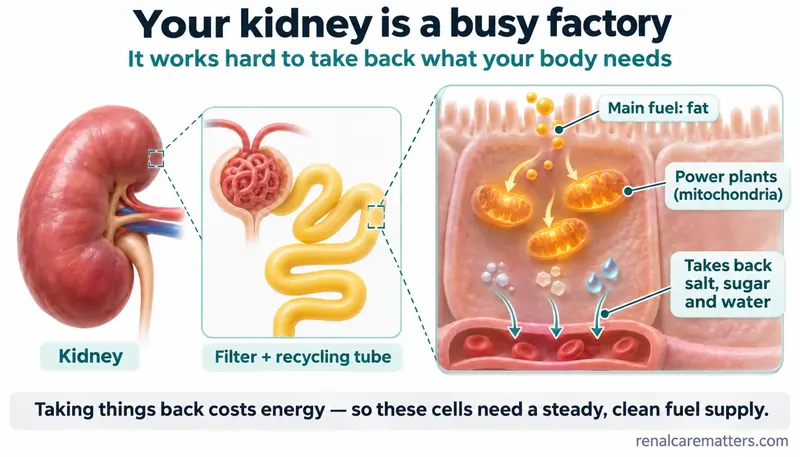 Your kidney is a busy factory
It works hard to take back what your body needs
Main fuel: fat
Power plants
(mitochondria)
Takes back
salt, sugar
and water
Kidney
Filter + recycling tube
Taking things back costs energy — so these cells need a steady, clean fuel supply.
renalcarematters.com